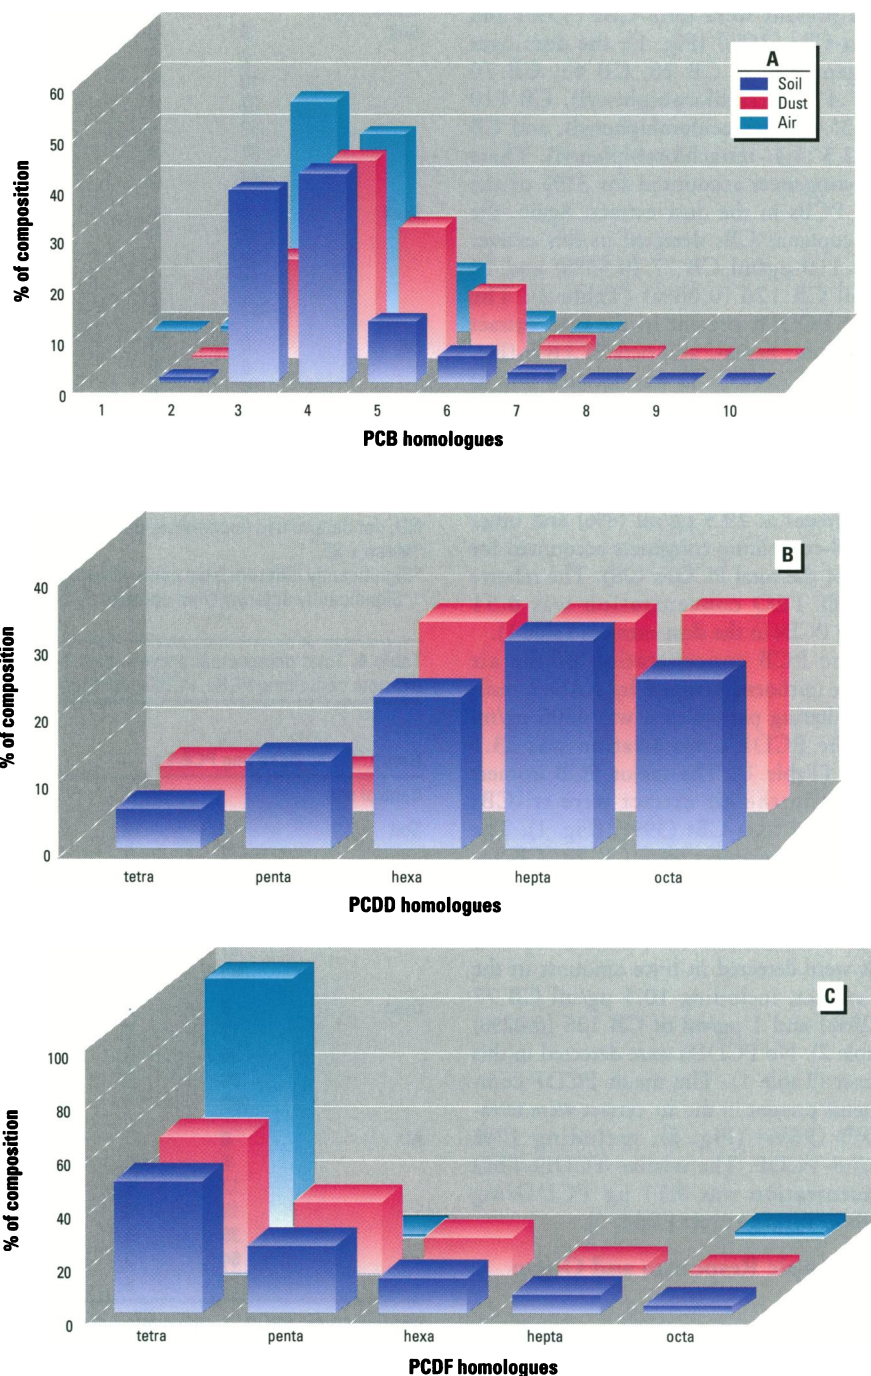 A
Soil
Dust
Air
60
50
40
30
20
10
0
% of composition
1 2 3 4 5 6 7 8 9 10
PCB homologues
B
40
30
20
10
0
% of composition
tetra penta hexa hepta octa
PCDD homologues
C
100
80
60
40
20
0
% of composition
tetra penta hexa hepta octa
PCDF homologues